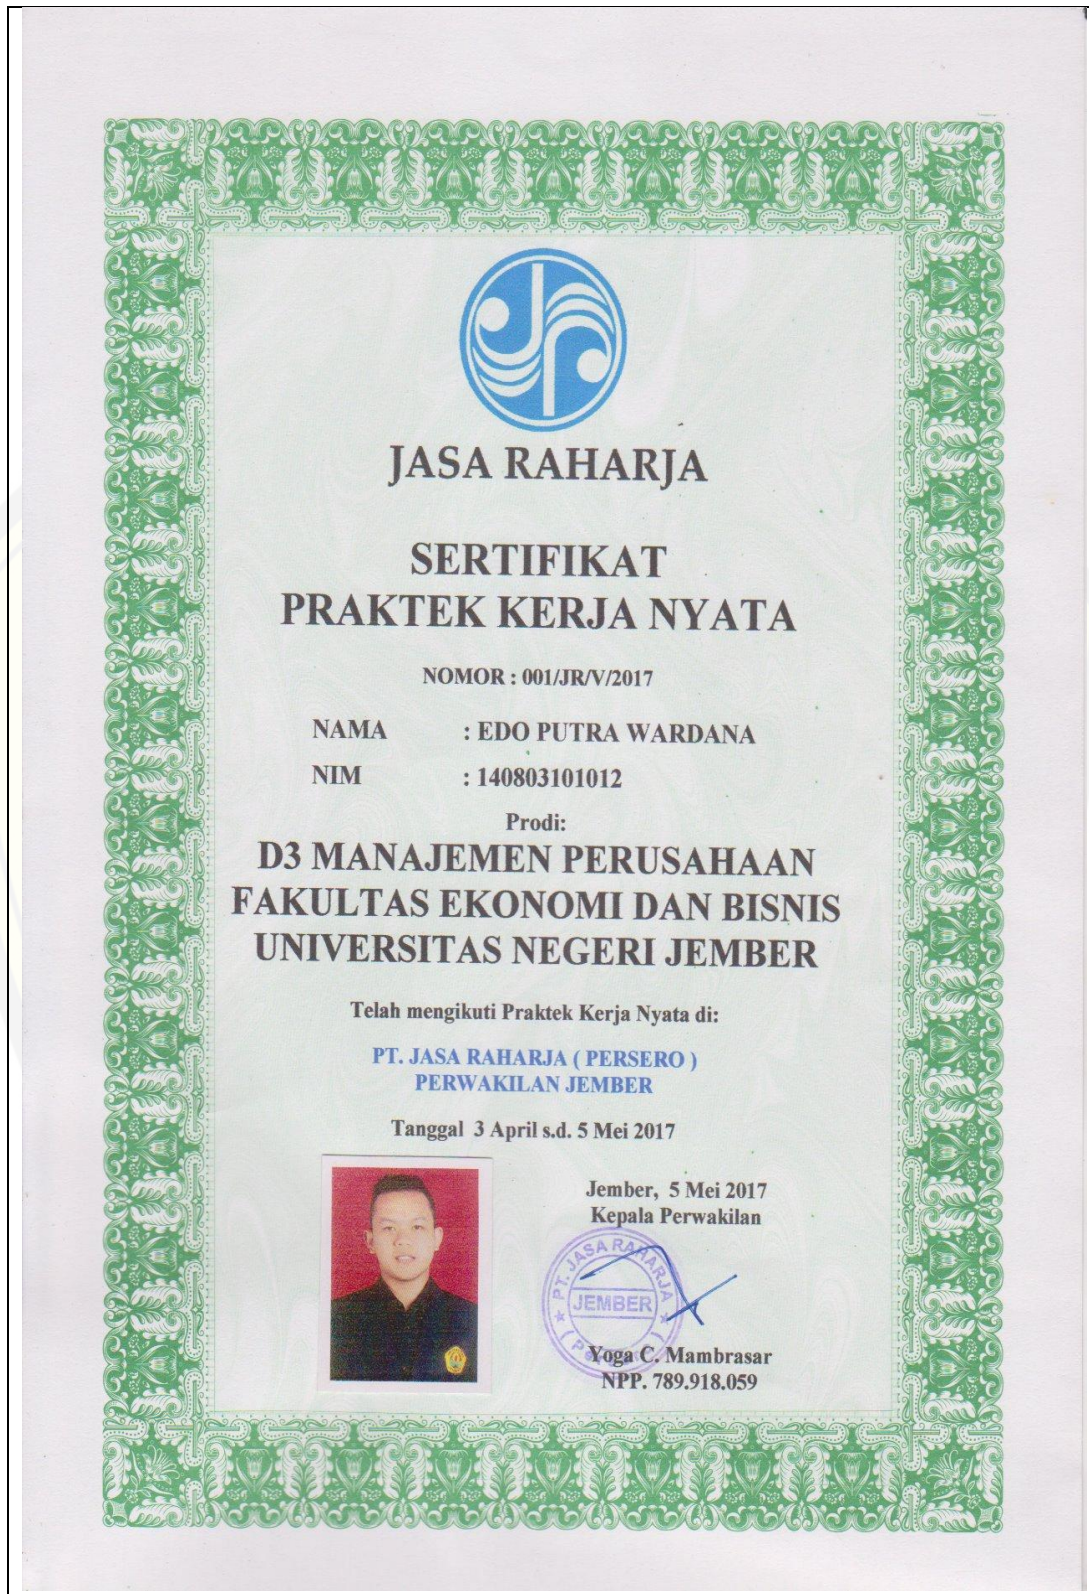 JASA RAHARJA
SERTIFIKAT
PRAKTEK KERJA NYATA
NOMOR : 001/JR/V/2017
NAMA : EDO PUTRA WARDANA
NIM : 140803101012
Prodi:
D3 MANAJEMEN PERUSAHAAN
FAKULTAS EKONOMI DAN BISNIS
UNIVERSITAS NEGERI JEMBER
Telah mengikuti Praktek Kerja Nyata di:
PT. JASA RAHARJA ( PERSERO )
PERWAKILAN JEMBER
Tanggal 3 April s.d. 5 Mei 2017
Jember, 5 Mei 2017
Kepala Perwakilan
PT. JASA RAHARJA
JEMBER
Yoga C. Mambrasar
NPP. 789.918.059